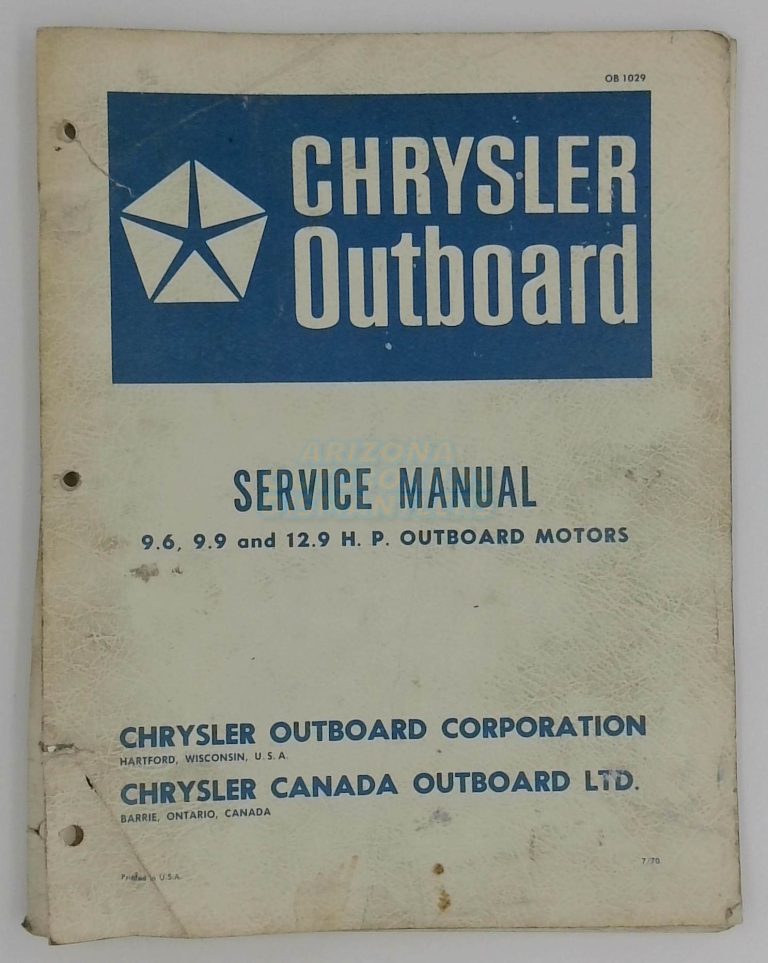 OB 1029
CHRYSLER
Outboard
ARIZONA
SERVICE MANUAL
9.6, 9.9 and 12.9 H. P. OUTBOARD MOTORS
CHRYSLER OUTBOARD CORPORATION
HARTFORD, WISCONSIN, U. S. A.
CHRYSLER CANADA OUTBOARD LTD.
BARRIE, ONTARIO, CANADA
7/70
Printed in U.S.A.